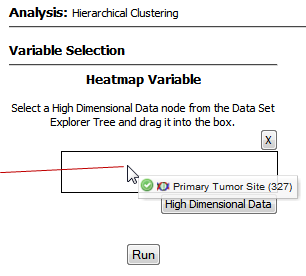 Analysis: Hierarchical Clustering
Variable Selection
Heatmap Variable
Select a High Dimensional Data node from the Data Set
Explorer Tree and drag it into the box.
X
Primary Tumor Site (327)
High Dimensional Data
Run